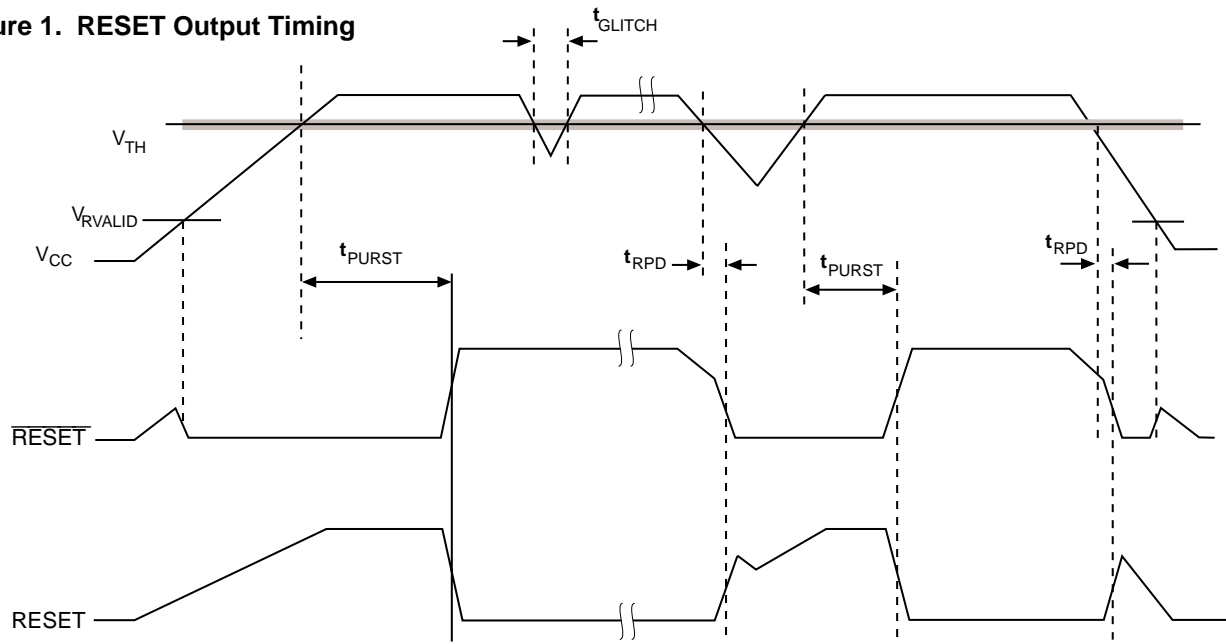 ure 1. RESET Output Timing
tGLITCH
VTH
VRVALID
VCC
tPURST
tRPD
tPURST
tRPD
RESET
RESET